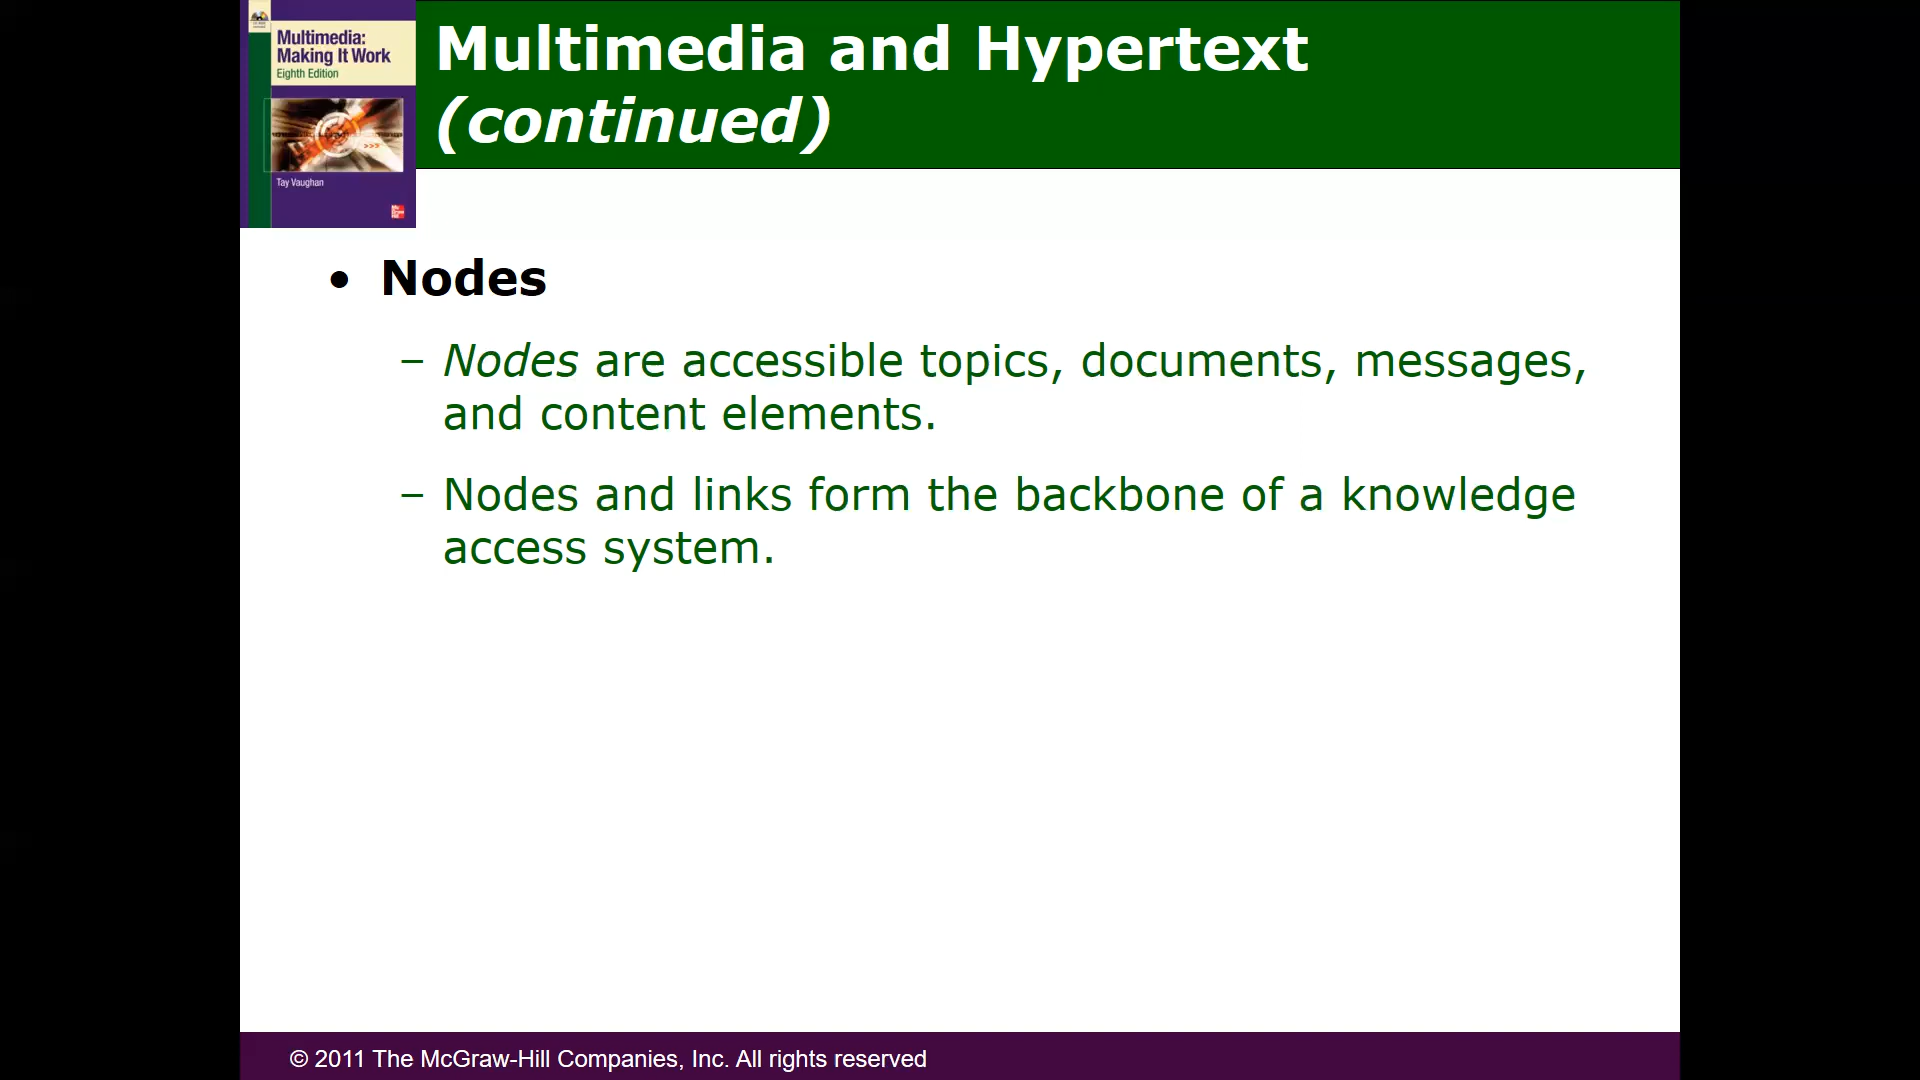 Multimedia:
Making It Work
Eighth Edition
Tay Vaughan
Multimedia and Hypertext
(continued)
• Nodes
– Nodes are accessible topics, documents, messages,
and content elements.
– Nodes and links form the backbone of a knowledge
access system.
© 2011 The McGraw-Hill Companies, Inc. All rights reserved